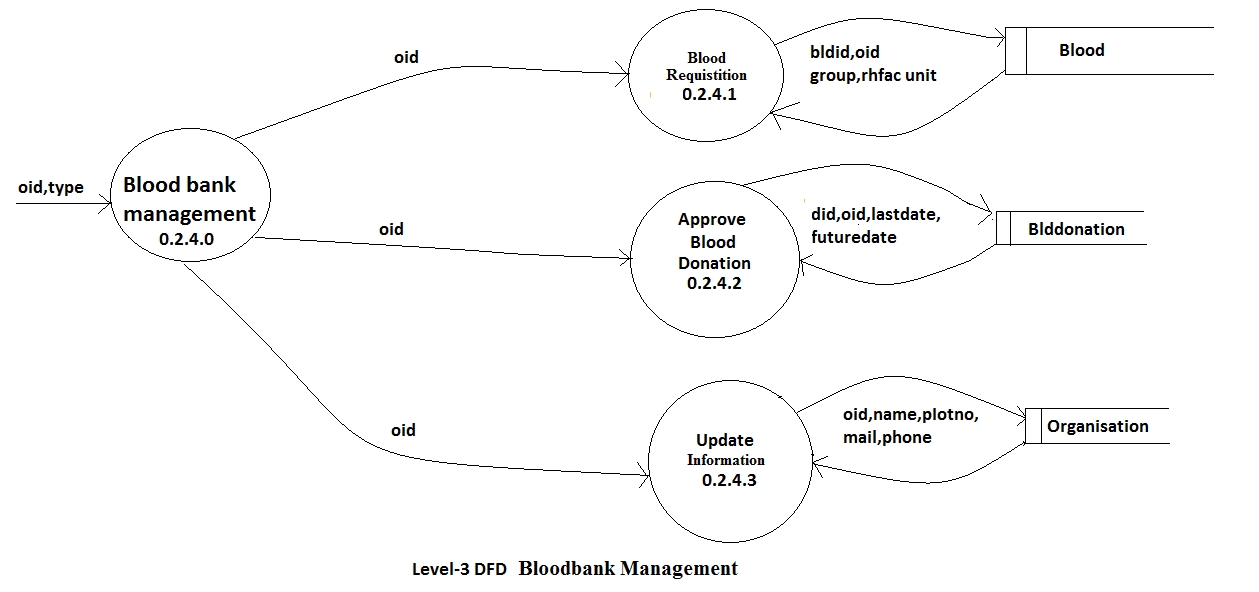 oid,type
Blood bank
management
0.2.4.0
oid
Blood
Requistition
0.2.4.1
bldid,oid
group,rhfac unit
Blood
oid
Approve
Blood
Donation
0.2.4.2
did,oid,lastdate,
futuredate
Blddonation
oid
Update
Information
0.2.4.3
oid,name,plotno,
mail,phone
Organisation
Level-3 DFD Bloodbank Management